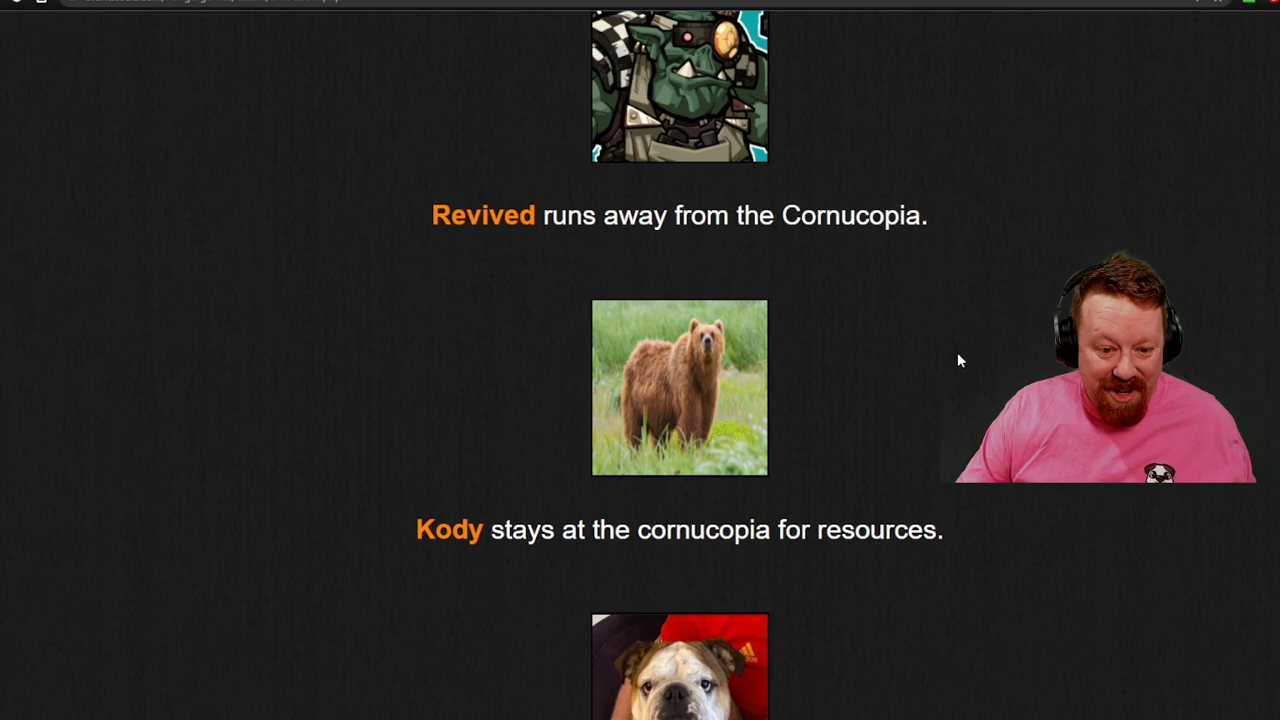 Revived runs away from the Cornucopia.
Kody stays at the cornucopia for resources.